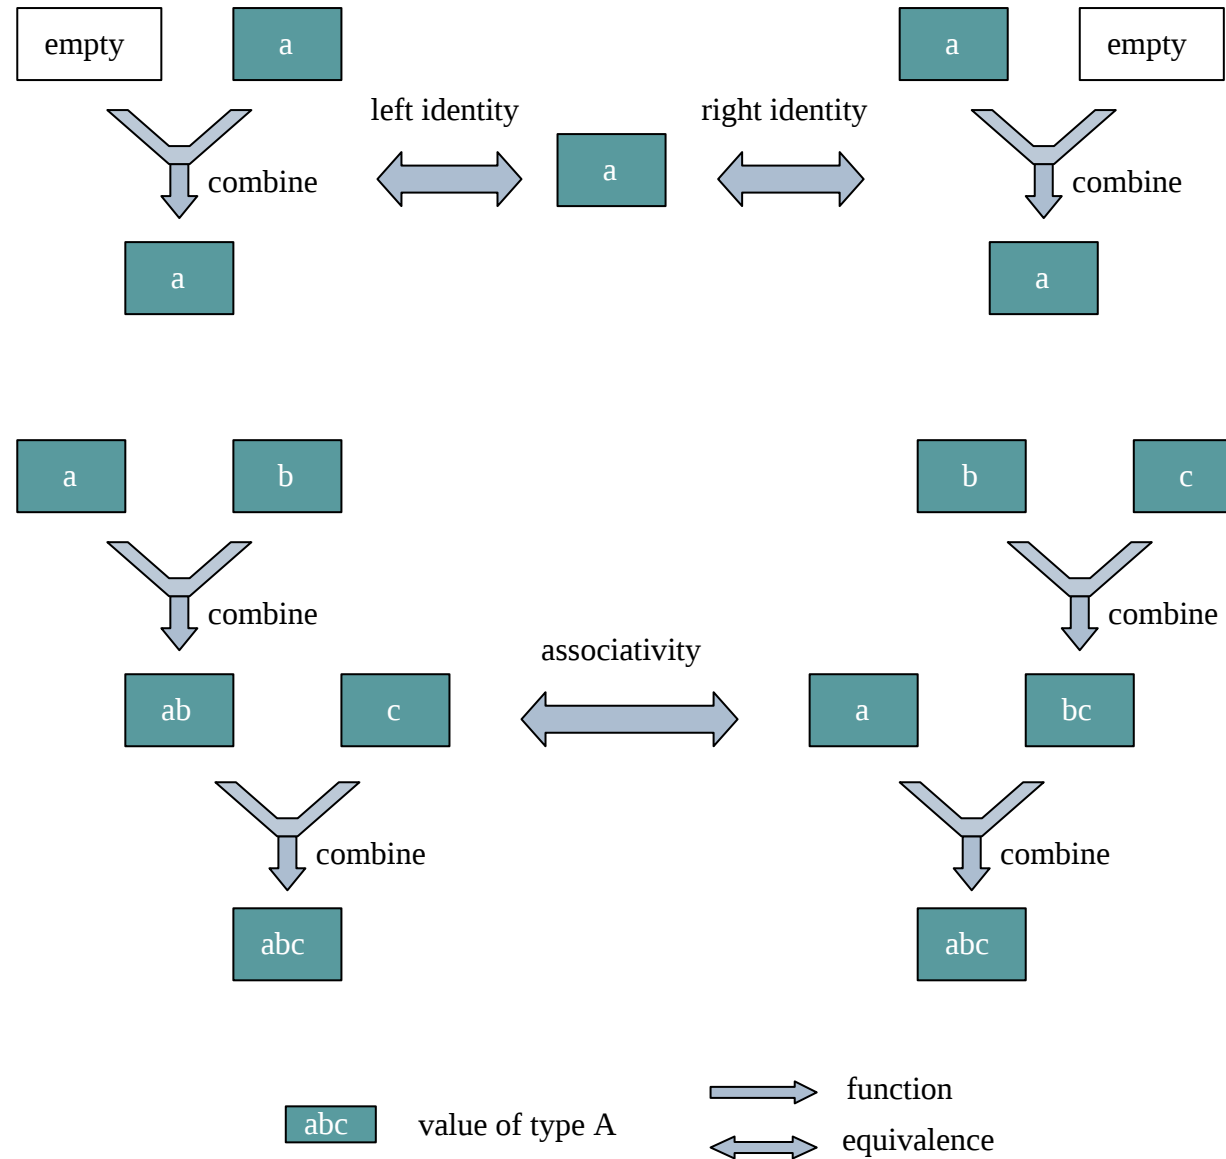 empty
a
a
empty
left identity
right identity
a
combine
combine
a
a
a
b
b
c
combine
combine
associativity
ab
c
a
bc
combine
combine
abc
abc
function
abc
value of type A
equivalence